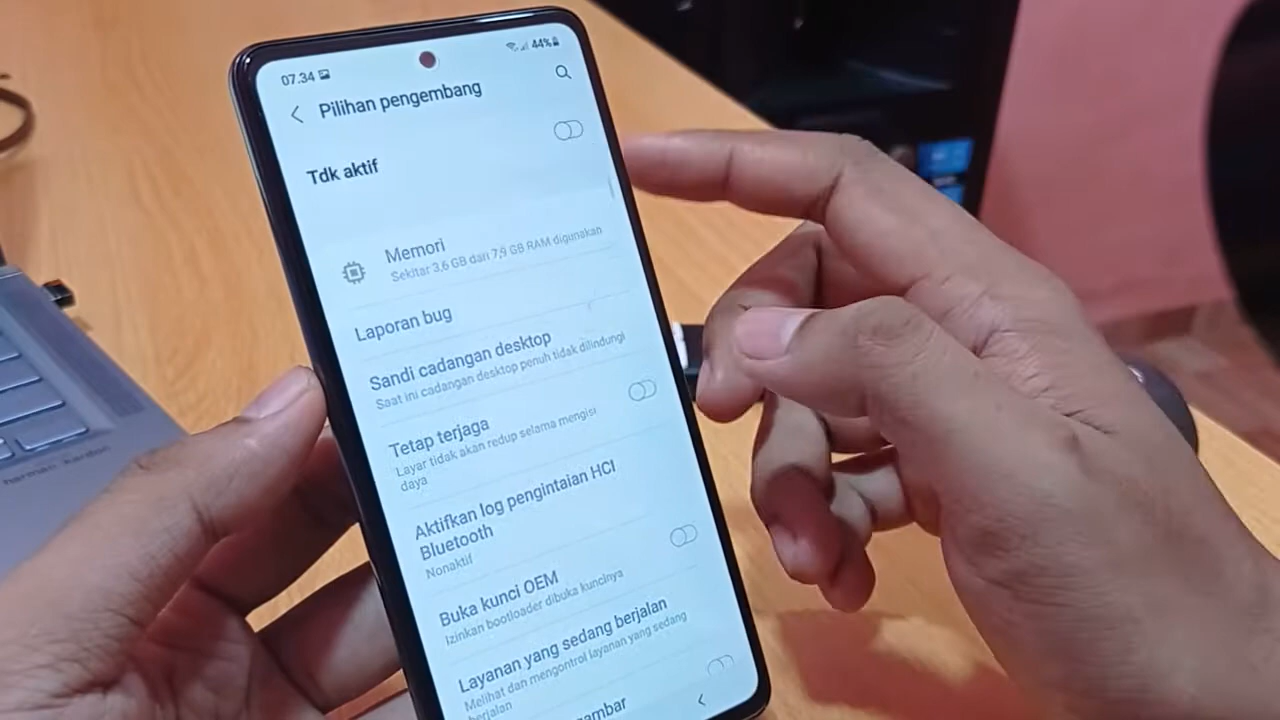 07.34
44%
Pilihan pengembang
Tdk aktif
Memori
Sekitar 3,6 GB dari 7,9 GB RAM digunakan
Laporan bug
Sandi cadangan desktop
Saat ini cadangan desktop penuh tidak dilindungi
Tetap terjaga
Layar tidak akan redup selama mengisi
daya
Aktifkan log pengintaian HCI
Bluetooth
Nonaktif
Buka kunci OEM
Izinkan bootloader dibuka kuncinya
Layanan yang sedang berjalan
Melihat dan mengontrol layanan yang sedang
berjalan
harman kardon